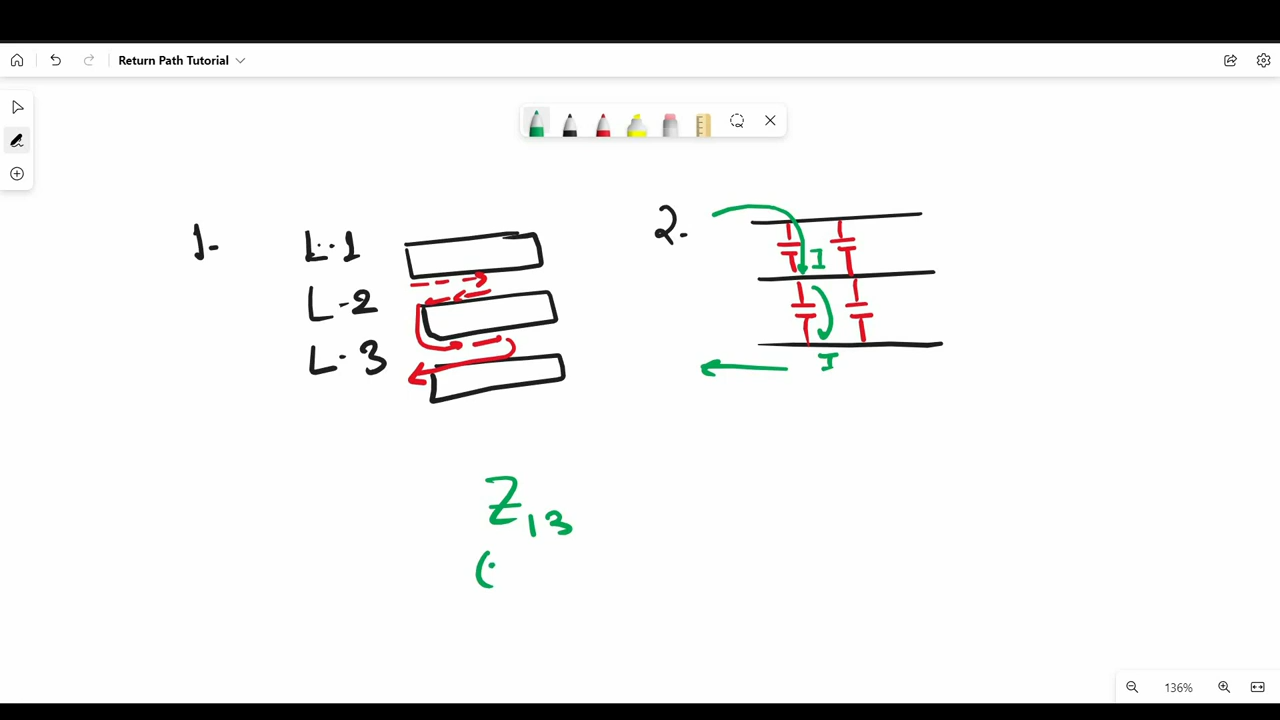 Return Path Tutorial
1.
L.1
L-2
L.3
2.
I
I
Z13
(
136%